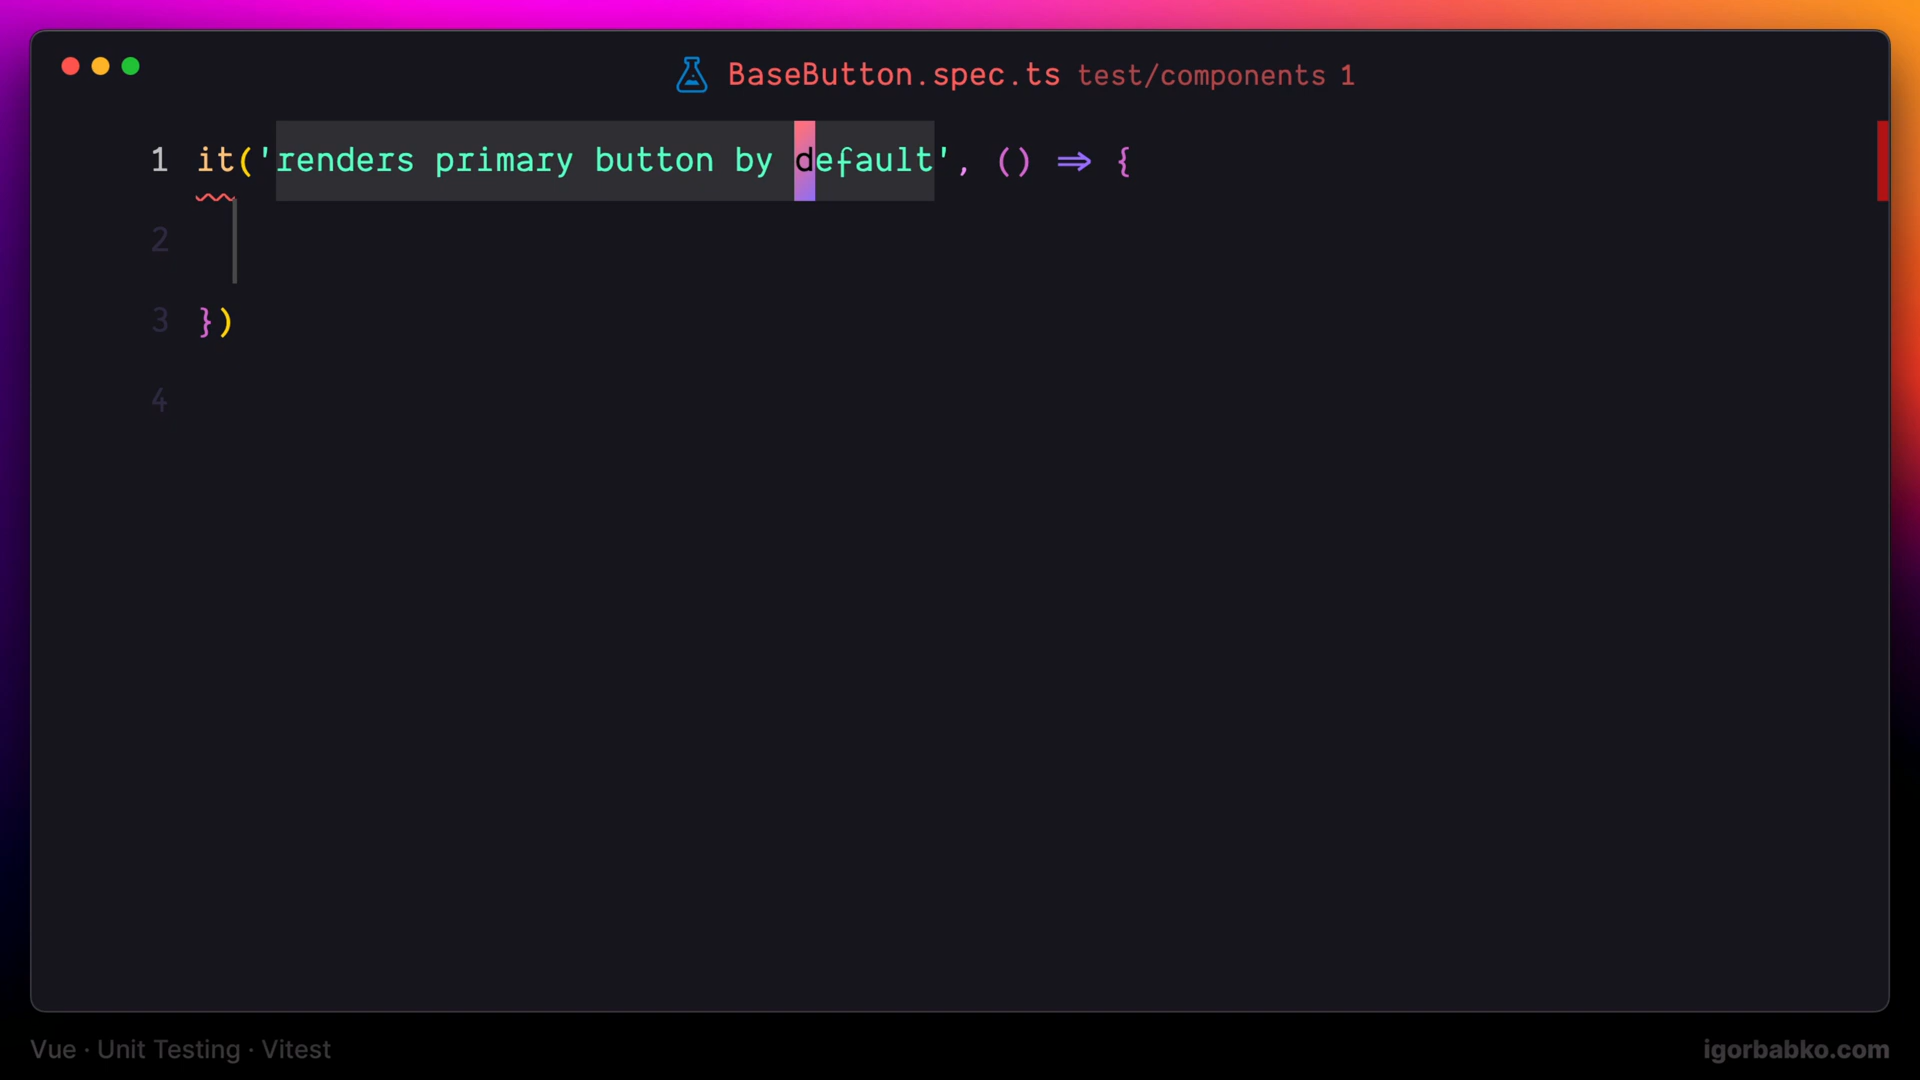 BaseButton.spec.ts test/components 1
1 it('renders primary button by default', () => {
2
3 })
4
Vue · Unit Testing · Vitest
igorbabko.com